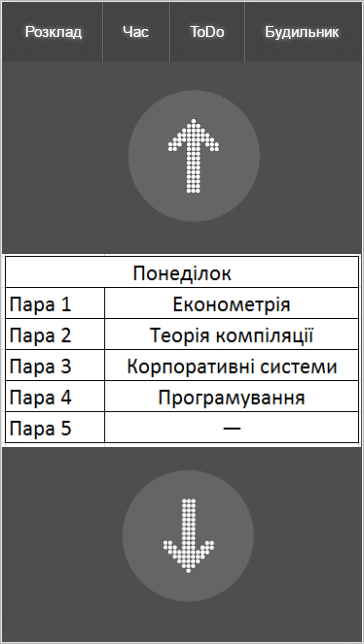 Розклад Час ToDo Будильник
Понеділок
Пара 1 Економетрія
Пара 2 Теорія компіляції
Пара 3 Корпоративні системи
Пара 4 Програмування
Пара 5 —